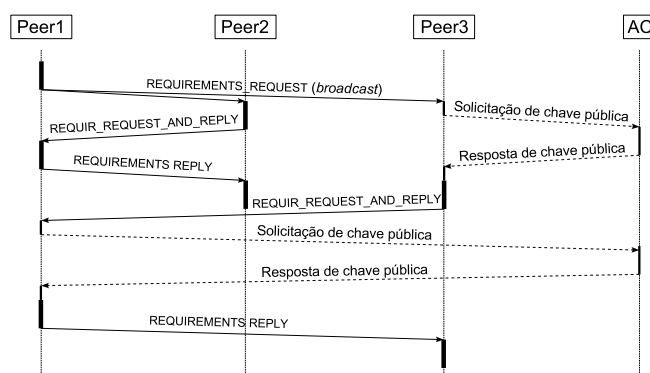 Peer1 Peer2 Peer3 AC
REQUIREMENTS_REQUEST (broadcast)
Solicitação de chave pública
REQUIR_REQUEST_AND_REPLY
Resposta de chave pública
REQUIREMENTS REPLY
REQUIR_REQUEST_AND_REPLY
Solicitação de chave pública
Resposta de chave pública
REQUIREMENTS REPLY